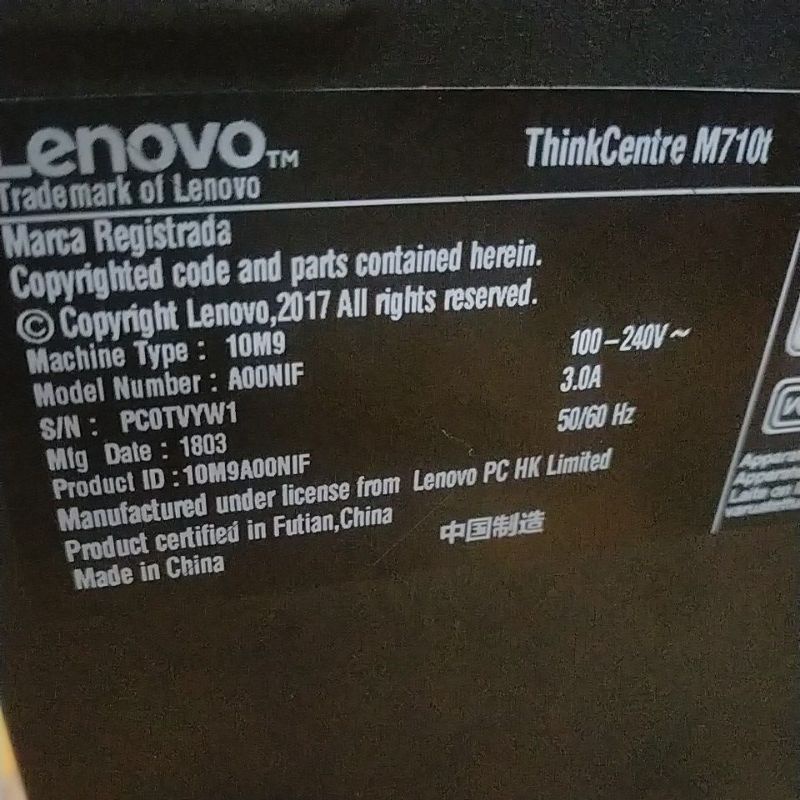 Lenovo™
ThinkCentre M710t
Trademark of Lenovo
Marca Registrada
Copyrighted code and parts contained herein.
© Copyright Lenovo,2017 All rights reserved.
Machine Type : 10M9
100-240V~
Model Number : A00NIF
3.0A
S/N : PC0TVYW1
50/60 Hz
Mfg Date : 1803
Product ID :10M9A00NIF
Manufactured under license from Lenovo PC HK Limited
Product certified in Futian,China
中国制造
Made in China